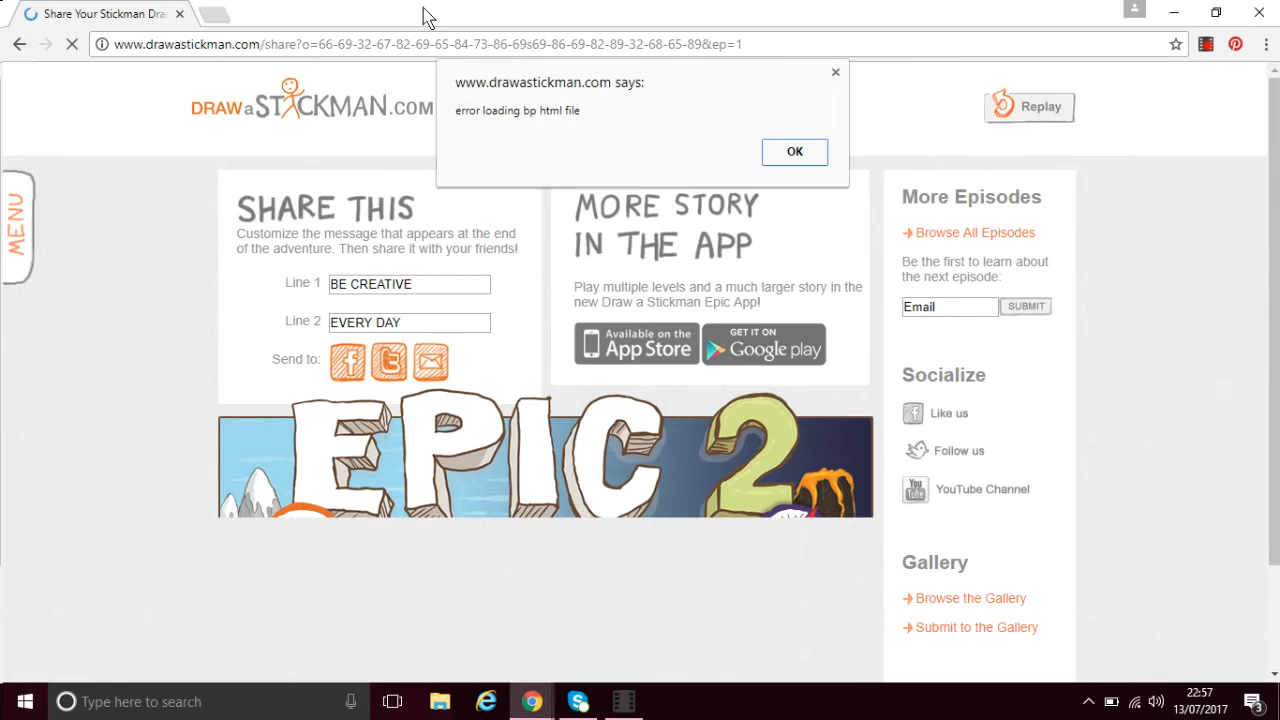 Share Your Stickman Dra
www.drawastickman.com/share?o=66-69-32-67-82-69-65-84-73-86-69s69-86-69-82-89-32-68-65-89&ep=1
www.drawastickman.com says:
error loading bp html file
OK
DRAWaSTICKMAN.COM
Replay
MENU
SHARE THIS
Customize the message that appears at the end
of the adventure. Then share it with your friends!
Line 1 BE CREATIVE
Line 2 EVERY DAY
Send to:
MORE STORY
IN THE APP
Play multiple levels and a much larger story in the
new Draw a Stickman Epic App!
Available on the
App Store
GET IT ON
Google play
EPIC 2
More Episodes
Browse All Episodes
Be the first to learn about
the next episode:
Email SUBMIT
Socialize
Like us
Follow us
You
Tube
YouTube Channel
Gallery
Browse the Gallery
Submit to the Gallery
Type here to search
22:57
13/07/2017
3